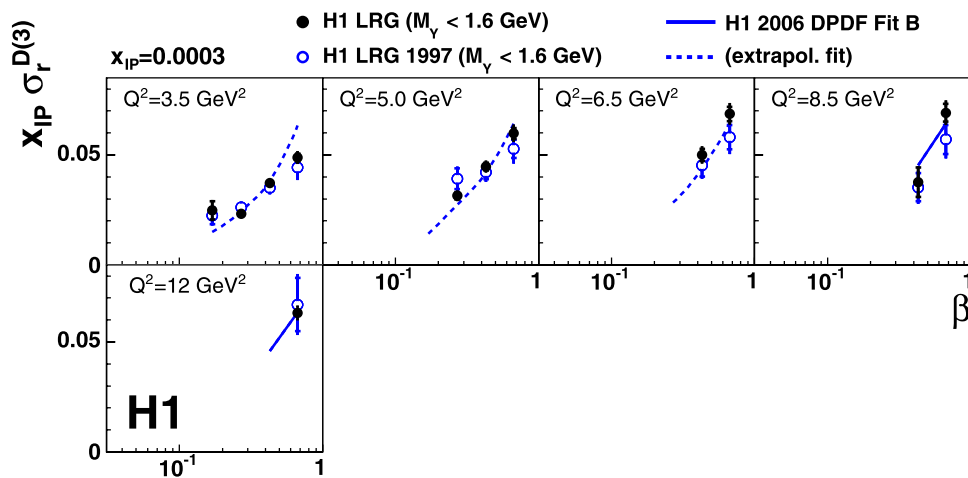 H1 LRG (M_Y < 1.6 GeV)
H1 2006 DPDF Fit B
x_IP=0.0003
H1 LRG 1997 (M_Y < 1.6 GeV)
(extrapol. fit)
x_IP σ_r^D(3)
Q²=3.5 GeV²
Q²=5.0 GeV²
Q²=6.5 GeV²
Q²=8.5 GeV²
0.05
0
10⁻¹
1
10⁻¹
1
10⁻¹
1
Q²=12 GeV²
β
0.05
H1
0
10⁻¹
1